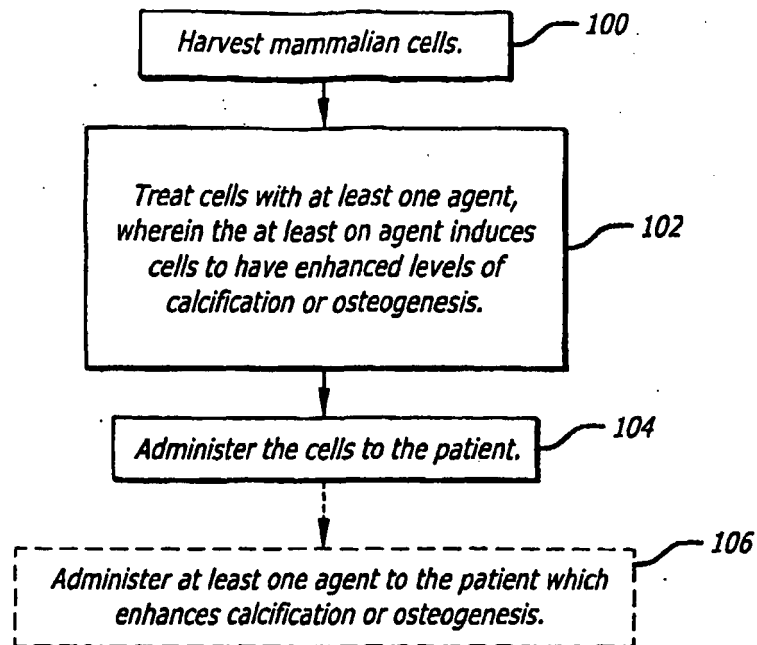 Harvest mammalian cells.
100
Treat cells with at least one agent,
wherein the at least on agent induces
cells to have enhanced levels of
calcification or osteogenesis.
102
Administer the cells to the patient.
104
106
Administer at least one agent to the patient which
enhances calcification or osteogenesis.